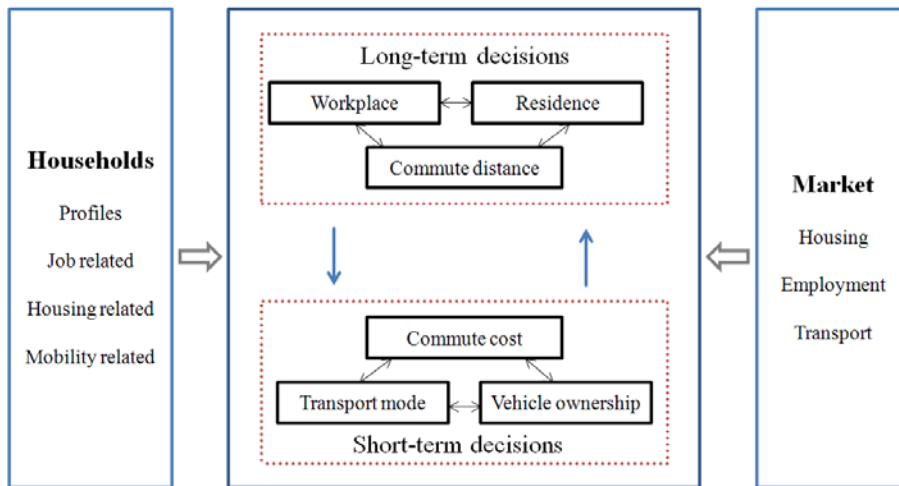 Households
Profiles
Job related
Housing related
Mobility related
Long-term decisions
Workplace
Residence
Commute distance
Commute cost
Transport mode
Vehicle ownership
Short-term decisions
Market
Housing
Employment
Transport